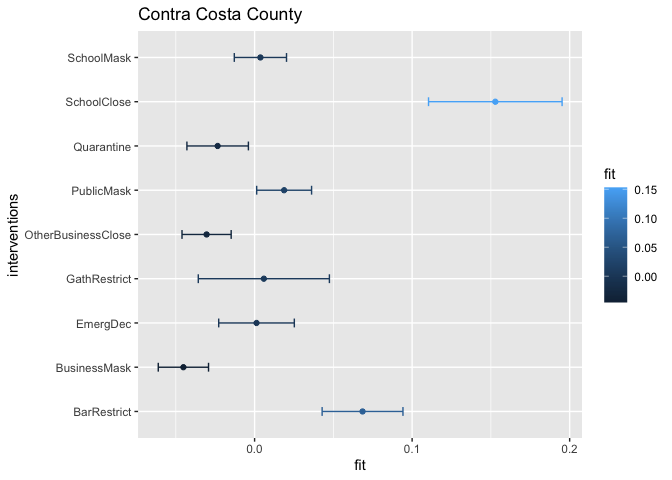 Contra Costa County
interventions
SchoolMask
SchoolClose
Quarantine
PublicMask
OtherBusinessClose
GathRestrict
EmergDec
BusinessMask
BarRestrict
0.0 0.1 0.2
fit
fit
0.15
0.10
0.05
0.00